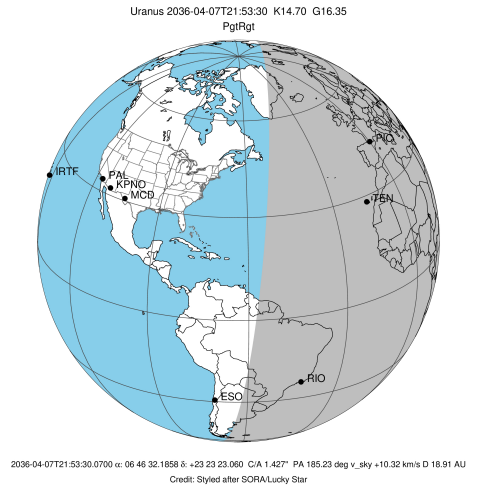 Uranus 2036-04-07T21:53:30 K14.70 G16.35
PgtRgt
PIC
IRTF
PAL
KPNO
MCD
TEN
RIO
ESO
2036-04-07T21:53:30.0700 α: 06 46 32.1858 δ: +23 23 23.060 C/A 1.427" PA 185.23 deg v_sky +10.32 km/s D 18.91 AU
Credit: Styled after SORA/Lucky Star